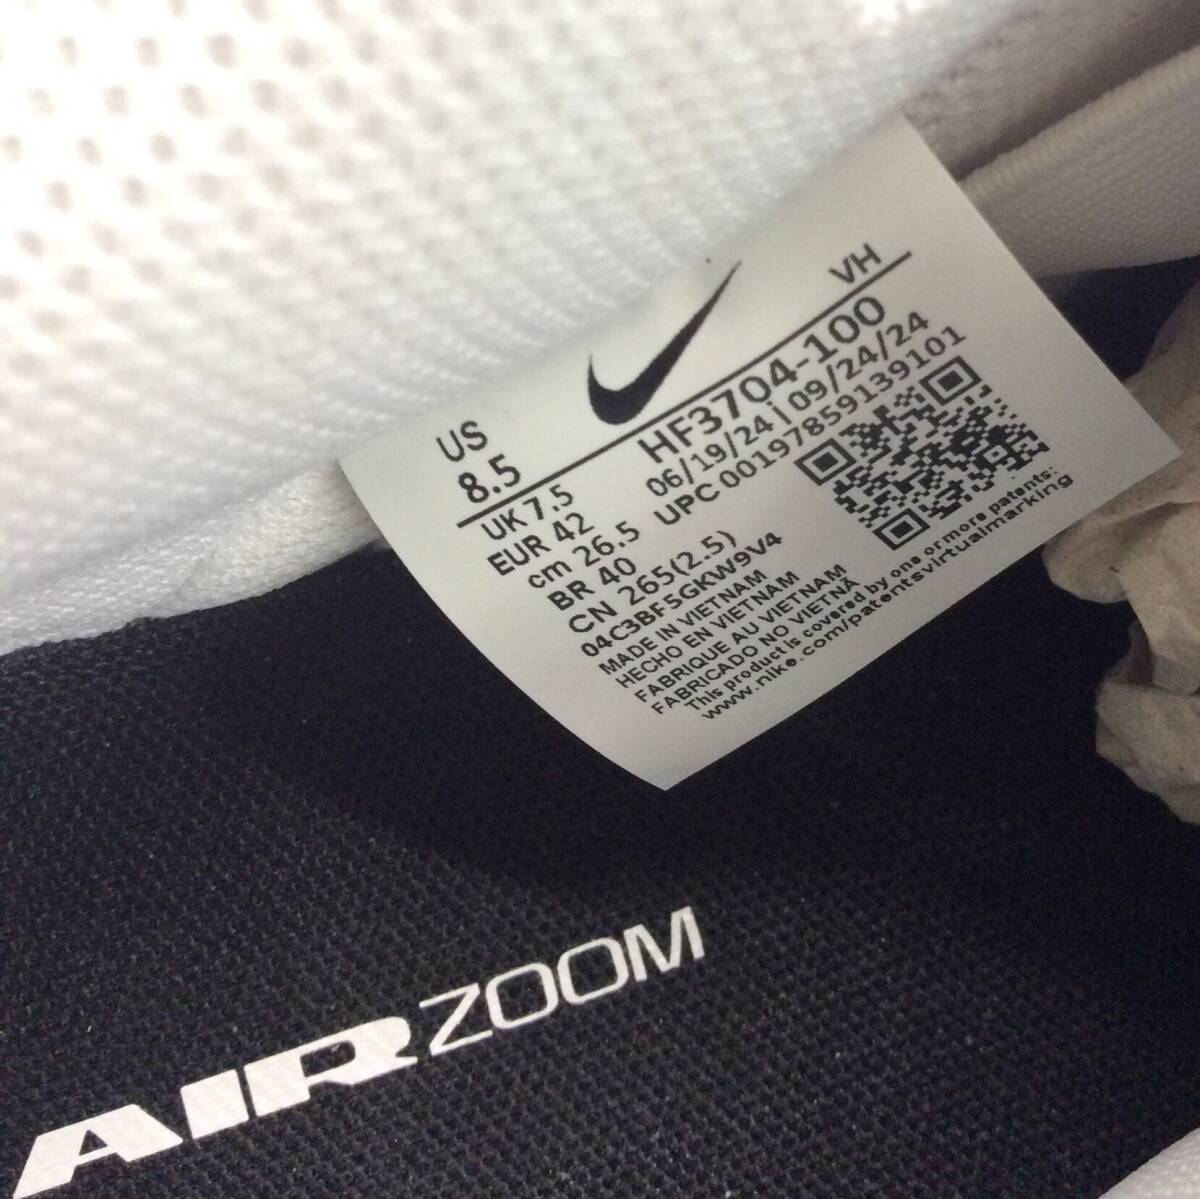 US
8.5
VH
HF3704-100
UK 7.5
06/19/24 | 09/24/24
EUR 42
UPC 00197859139101
cm 26.5
BR 40
CN 265(2.5)
04C3BF5GKW9V4
MADE IN VIETNAM
HECHO EN VIETNAM
FABRIQUE AU VIETNAM
FABRICADO NO VIETNÃ
This product is covered by one or more patents:
www.nike.com/patentsvirtualmarking
AIR ZOOM